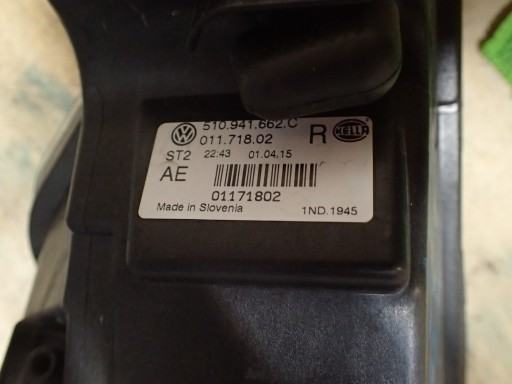 510.941.662.C
011.718.02 R HELLA
ST2 22:43 01.04.15
AE
01171802
Made in Slovenia 1ND.1945